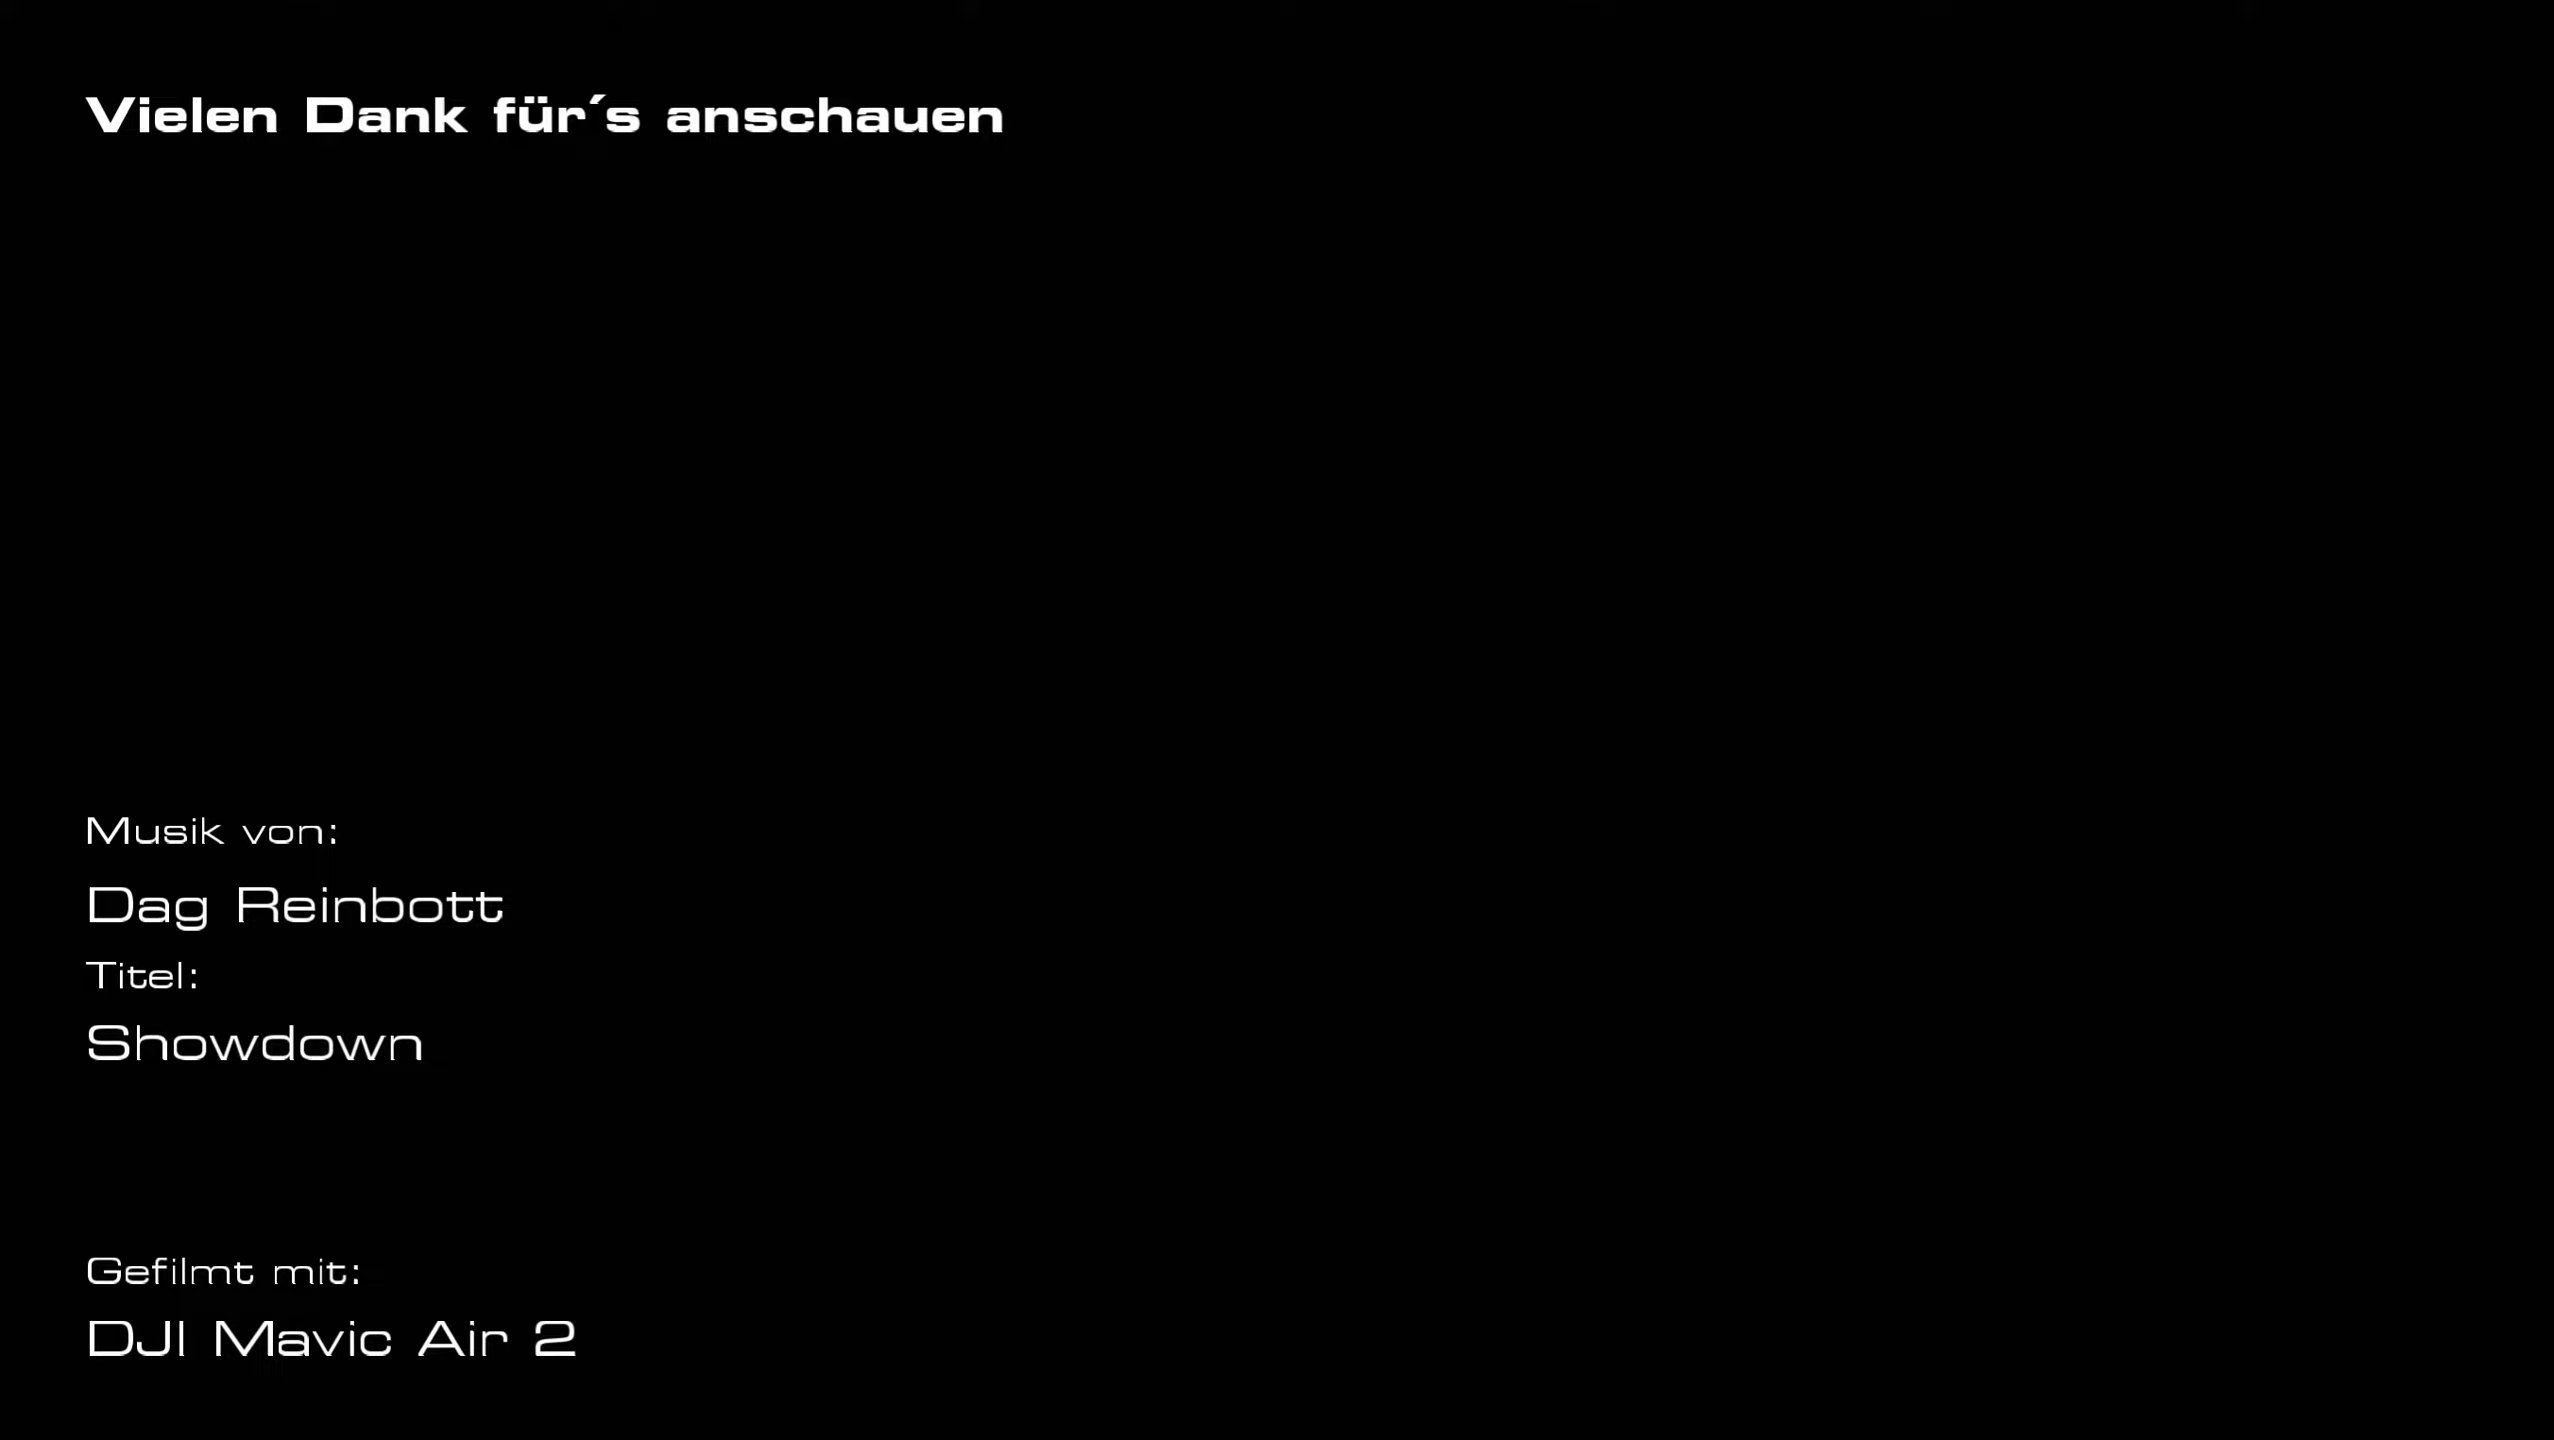 Vielen Dank für´s anschauen
Musik von:
Dag Reinbott
Titel:
Showdown
Gefilmt mit:
DJI Mavic Air 2